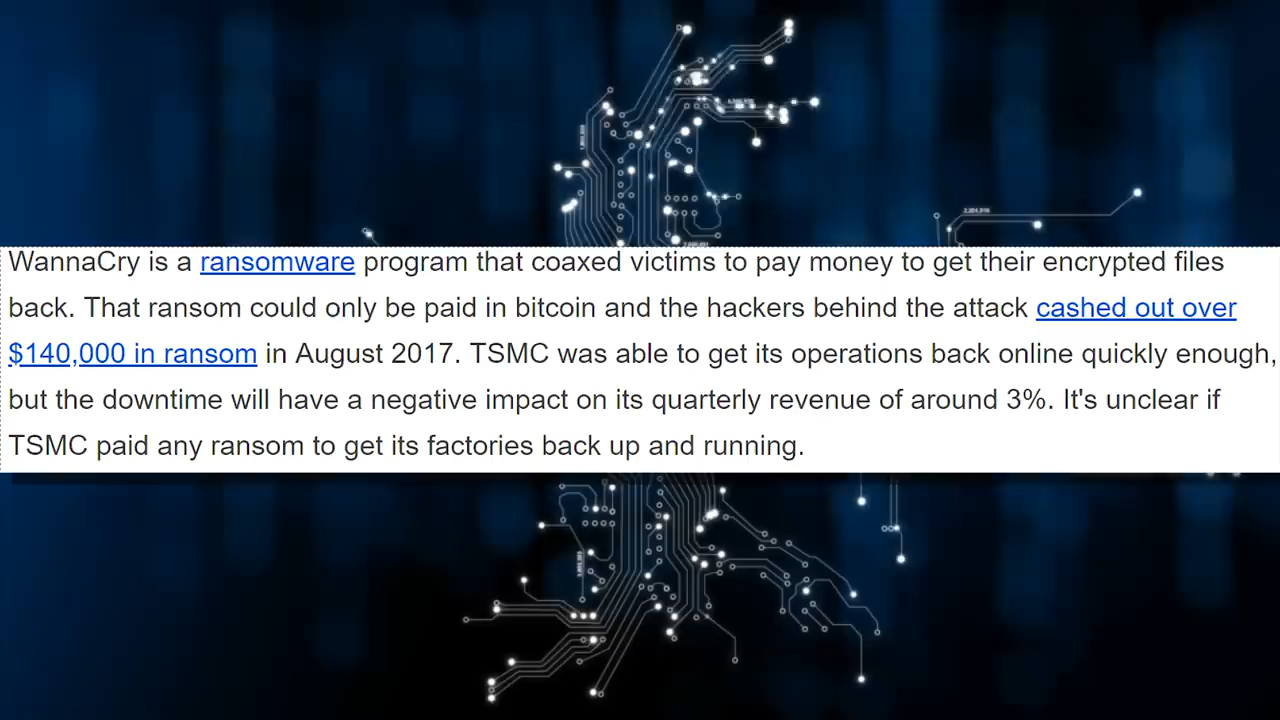 WannaCry is a ransomware program that coaxed victims to pay money to get their encrypted files
back. That ransom could only be paid in bitcoin and the hackers behind the attack cashed out over
$140,000 in ransom in August 2017. TSMC was able to get its operations back online quickly enough,
but the downtime will have a negative impact on its quarterly revenue of around 3%. It's unclear if
TSMC paid any ransom to get its factories back up and running.